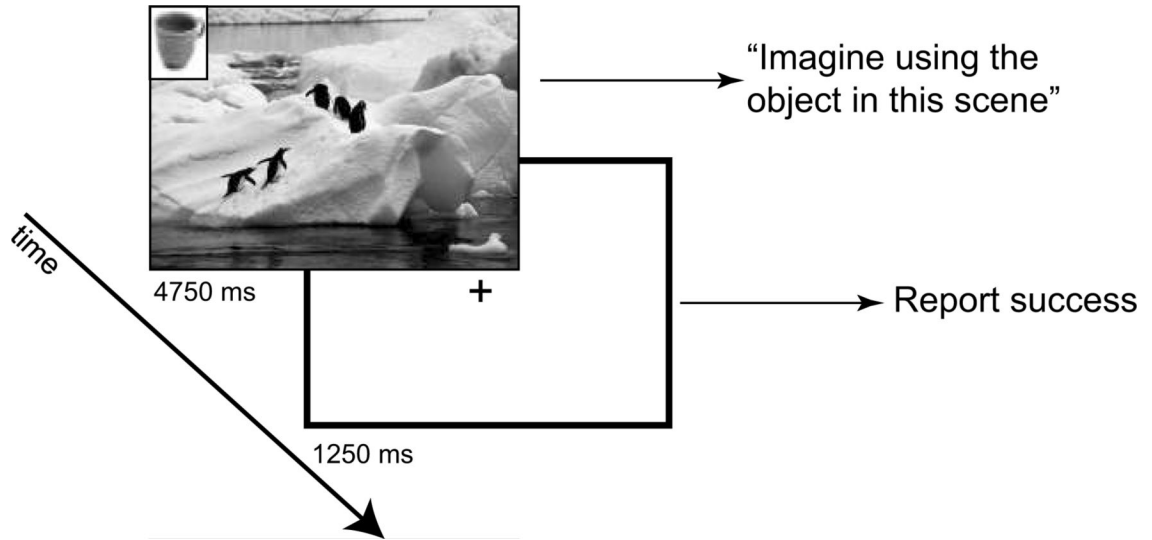 “Imagine using the
object in this scene”
time
4750 ms
+
Report success
1250 ms